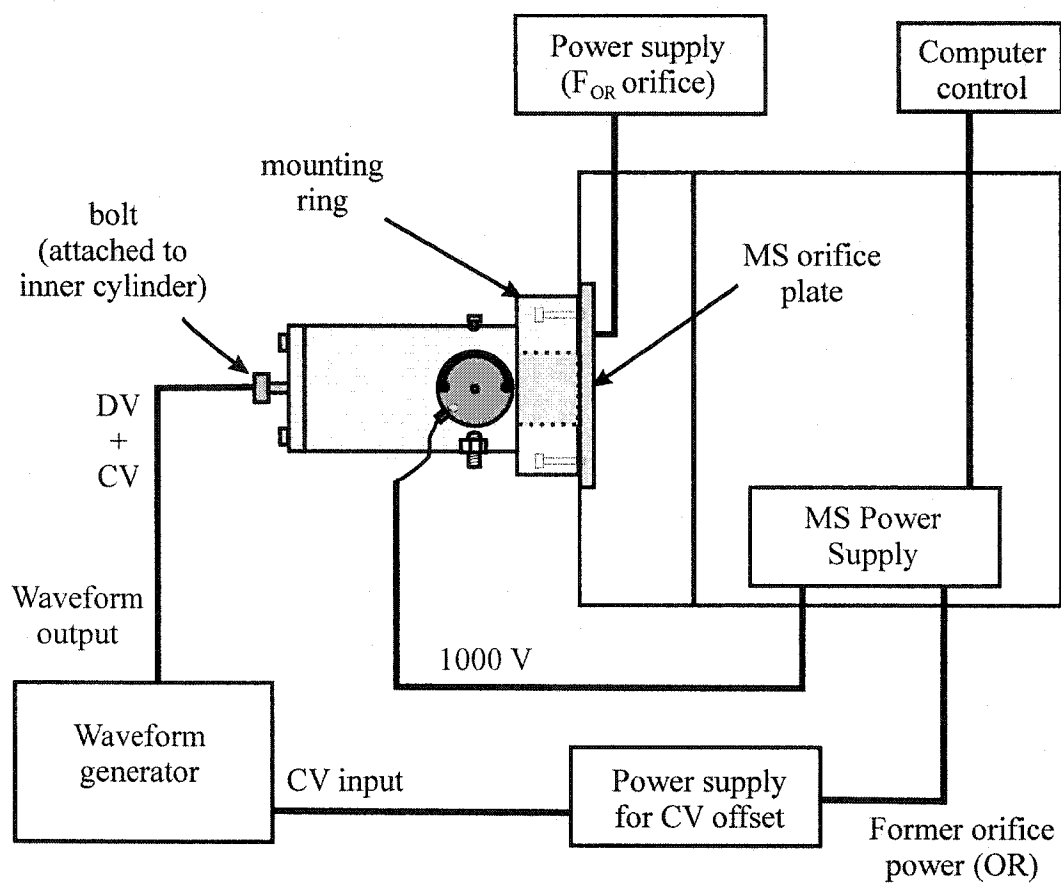 Power supply
(F_OR orifice)
Computer
control
mounting
ring
bolt
(attached to
inner cylinder)
MS orifice
plate
DV
+
CV
MS Power
Supply
Waveform
output
1000 V
Waveform
generator
CV input
Power supply
for CV offset
Former orifice
power (OR)